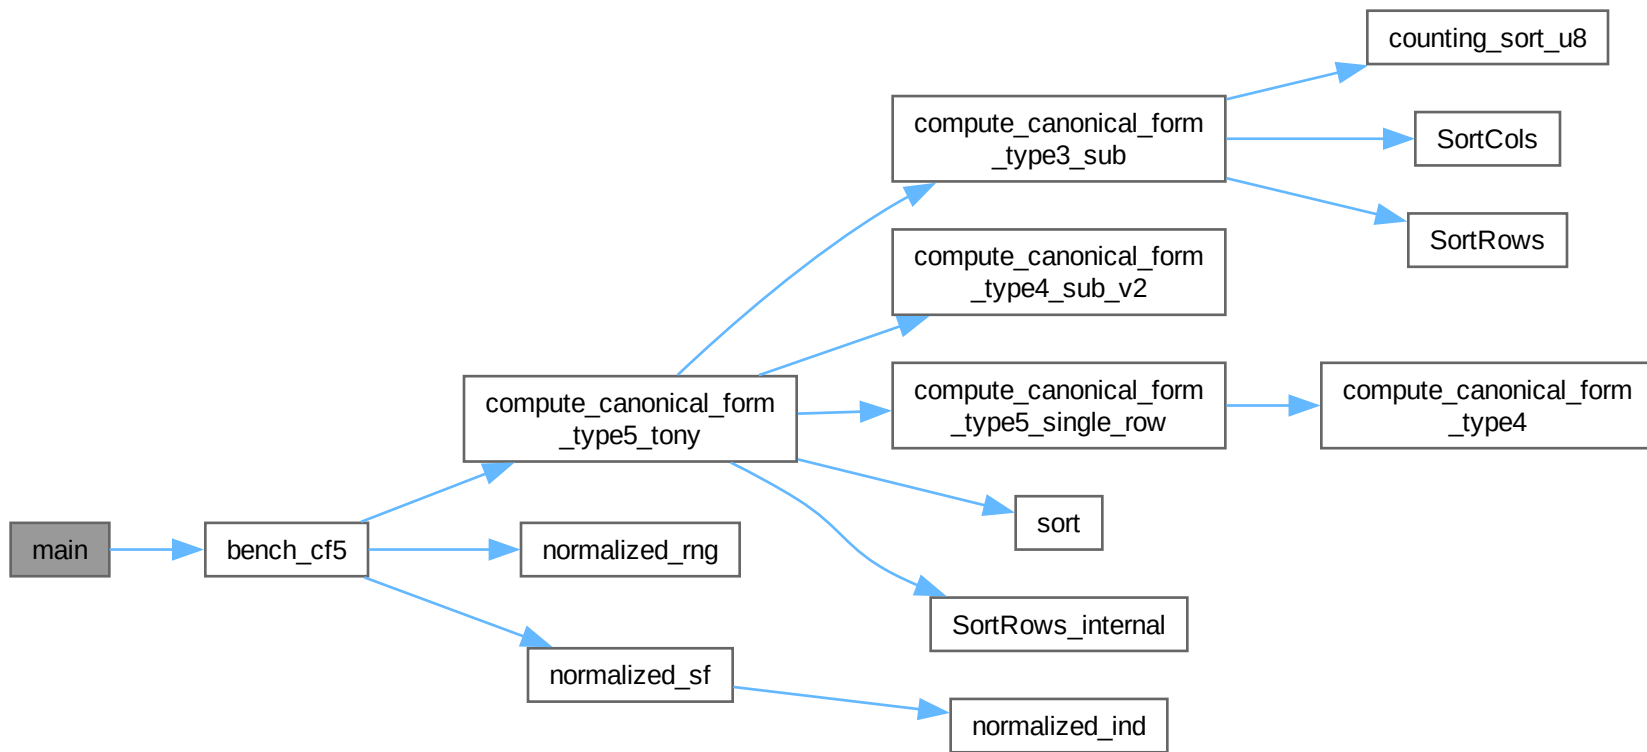 counting_sort_u8
compute_canonical_form
_type3_sub
SortCols
SortRows
compute_canonical_form
_type4_sub_v2
compute_canonical_form
_type5_tony
compute_canonical_form
_type5_single_row
compute_canonical_form
_type4
sort
main
bench_cf5
normalized_rng
SortRows_internal
normalized_sf
normalized_ind